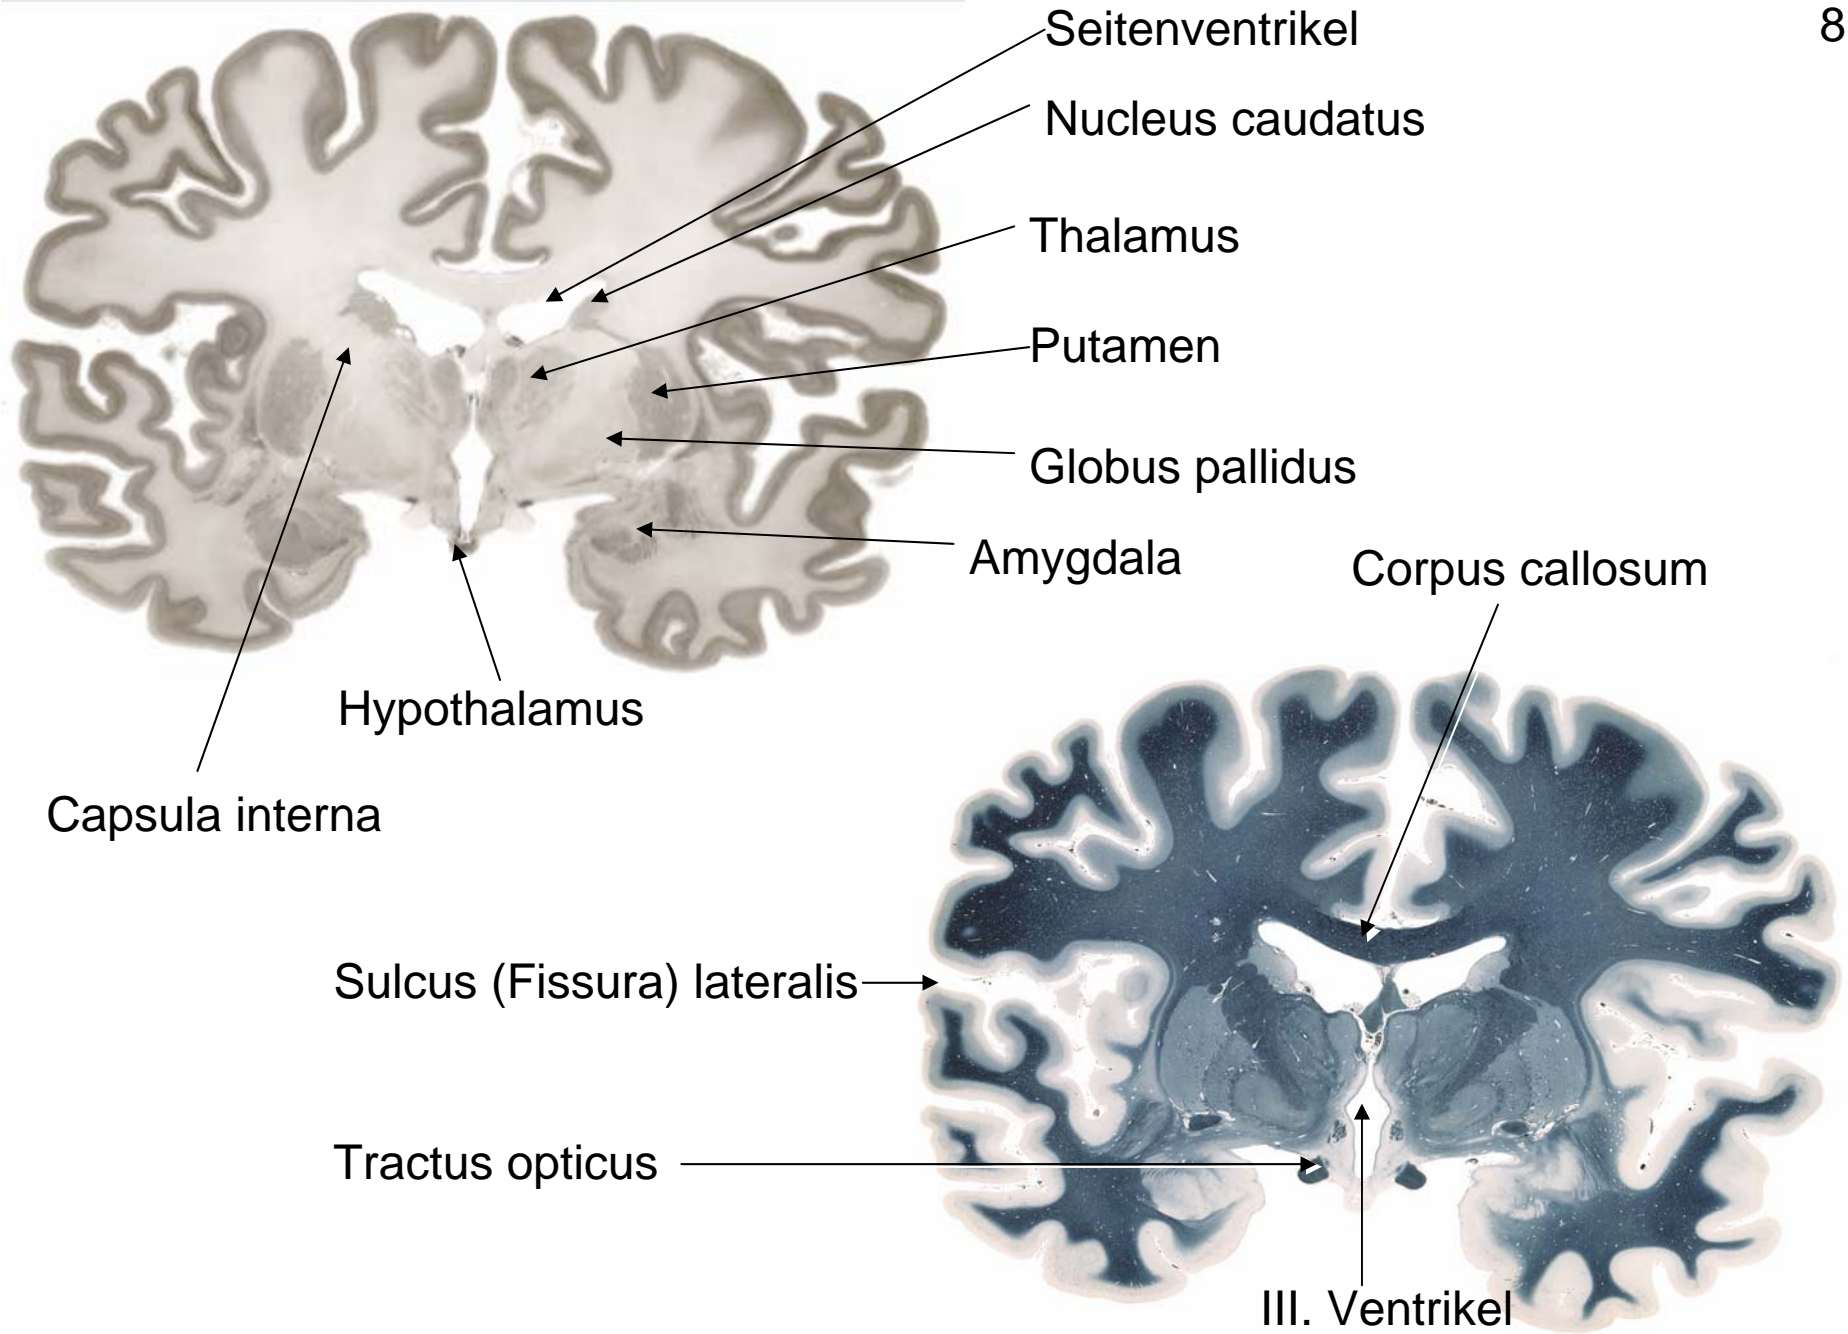 Seitenventrikel
8
Nucleus caudatus
Thalamus
Putamen
Globus pallidus
Amygdala
Corpus callosum
Hypothalamus
Capsula interna
Sulcus (Fissura) lateralis
Tractus opticus
III. Ventrikel